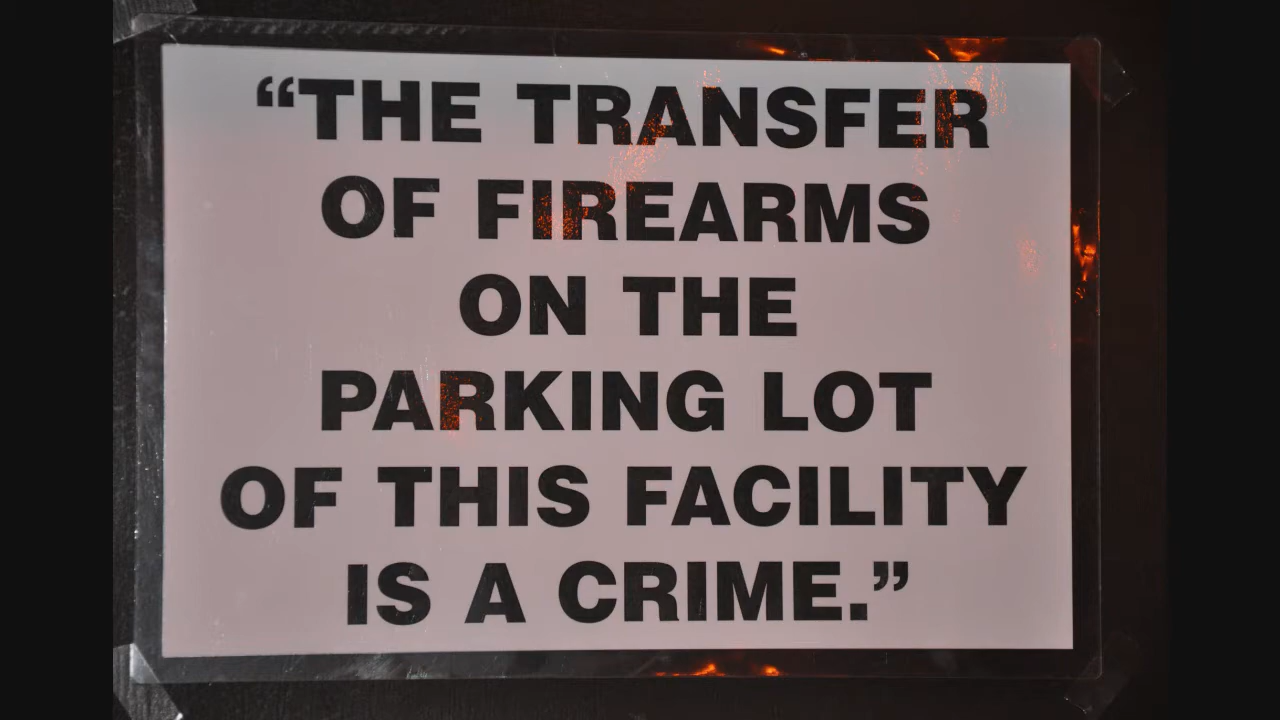 “THE TRANSFER
OF FIREARMS
ON THE
PARKING LOT
OF THIS FACILITY
IS A CRIME.”